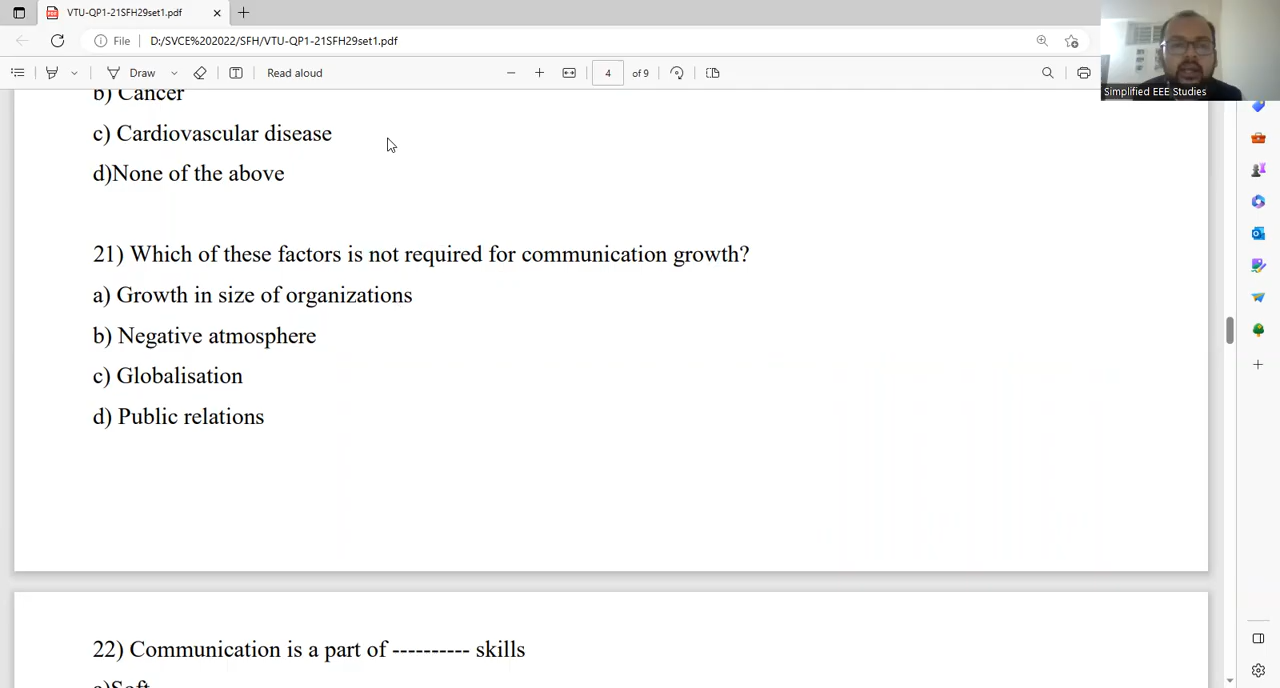 VTU-QP1-21SFH29set1.pdf
File D:/SVCE%202022/SFH/VTU-QP1-21SFH29set1.pdf
Draw Read aloud 4 of 9
Simplified EEE Studies
b) Cancer
c) Cardiovascular disease
d)None of the above
21) Which of these factors is not required for communication growth?
a) Growth in size of organizations
b) Negative atmosphere
c) Globalisation
d) Public relations
22) Communication is a part of ---------- skills
a)Soft